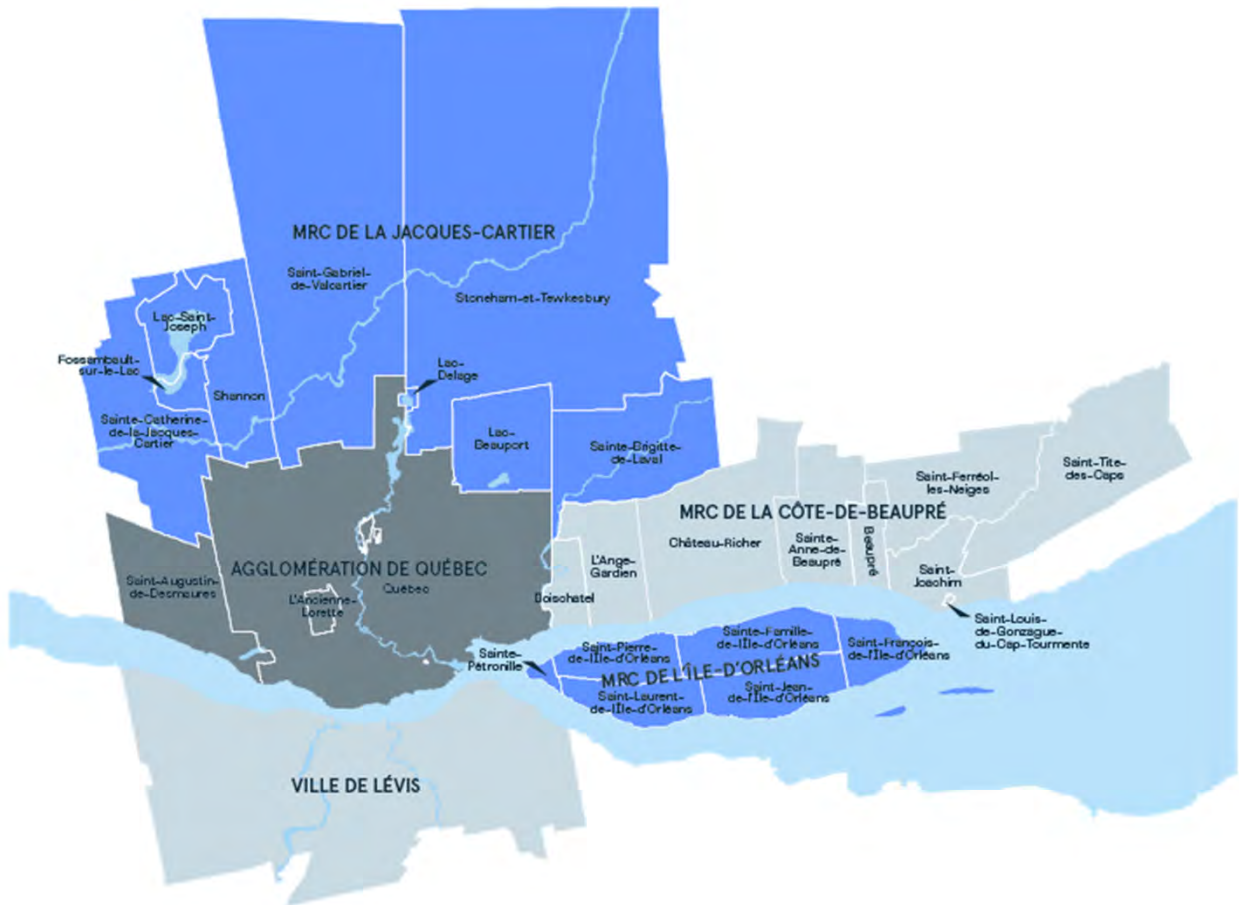 MRC DE LA JACQUES-CARTIER
Saint-Gabriel-
de-Valcartier
Stoneham-et-Tewkesbury
Lac-Saint-
Joseph
Fossambault-
sur-le-Lac
Lac-
Delage
Shannon
Sainte-Catherine-
de-la-Jacques-
Cartier
Lac-
Beauport
Sainte-Brigitte-
de-Laval
Saint-Tite-
des-Caps
Saint-Ferréol-
les-Neiges
MRC DE LA CÔTE-DE-BEAUPRÉ
Château-Richer
Sainte-
Anne-de-
Beaupré
Beaupré
L'Ange-
Gardien
Saint-
Joachim
AGGLOMÉRATION DE QUÉBEC
Québec
Saint-Augustin-
de-Desmaures
L'Ancienne-
Lorette
Boischatel
Saint-Louis-
de-Gonzague-
du-Cap-Tourmente
Sainte-
Pétronille
Saint-Pierre-
de-l'Île-d'Orléans
Sainte-Famille-
de-l'Île-d'Orléans
Saint-François-
de-l'Île-d'Orléans
MRC DE L'ÎLE-D'ORLÉANS
Saint-Laurent-
de-l'Île-d'Orléans
Saint-Jean-
de-l'Île-d'Orléans
VILLE DE LÉVIS